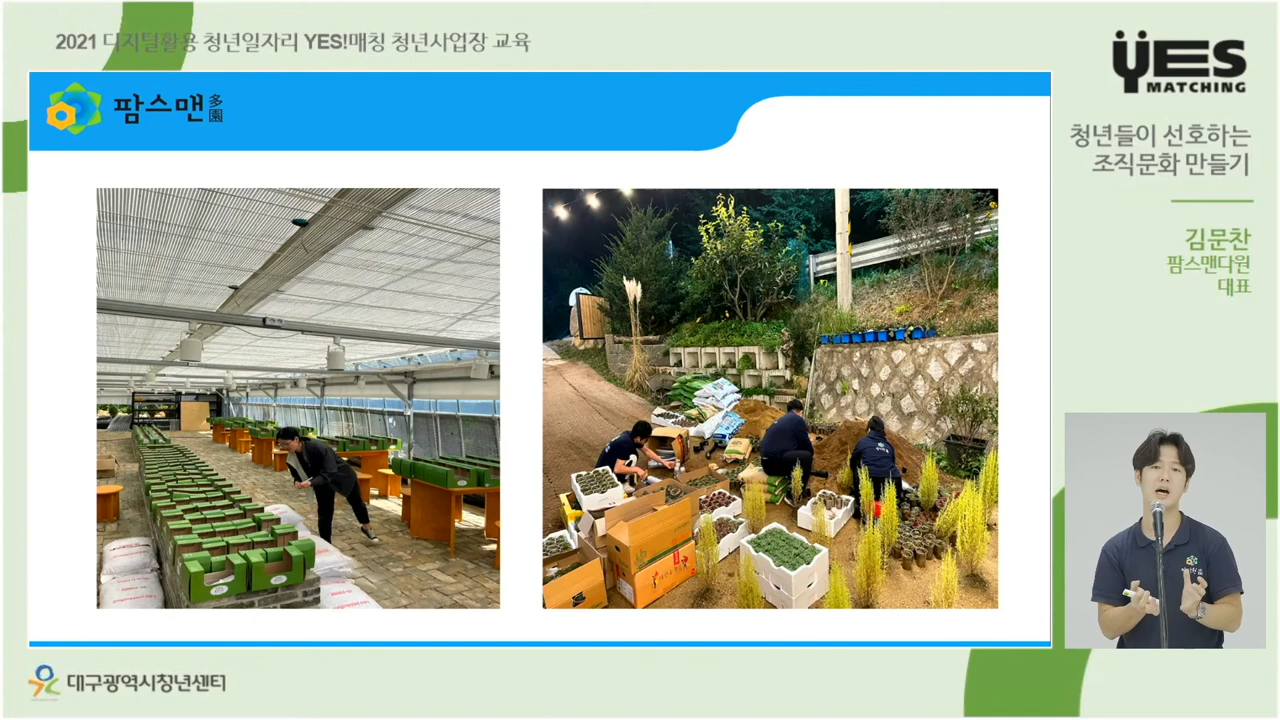 2021 디지털활용 청년일자리 YES!매칭 청년사업장 교육
YES
MATCHING
팜스맨 多園
청년들이 선호하는
조직문화 만들기
김문찬
팜스맨다원
대표
대구광역시청년센터